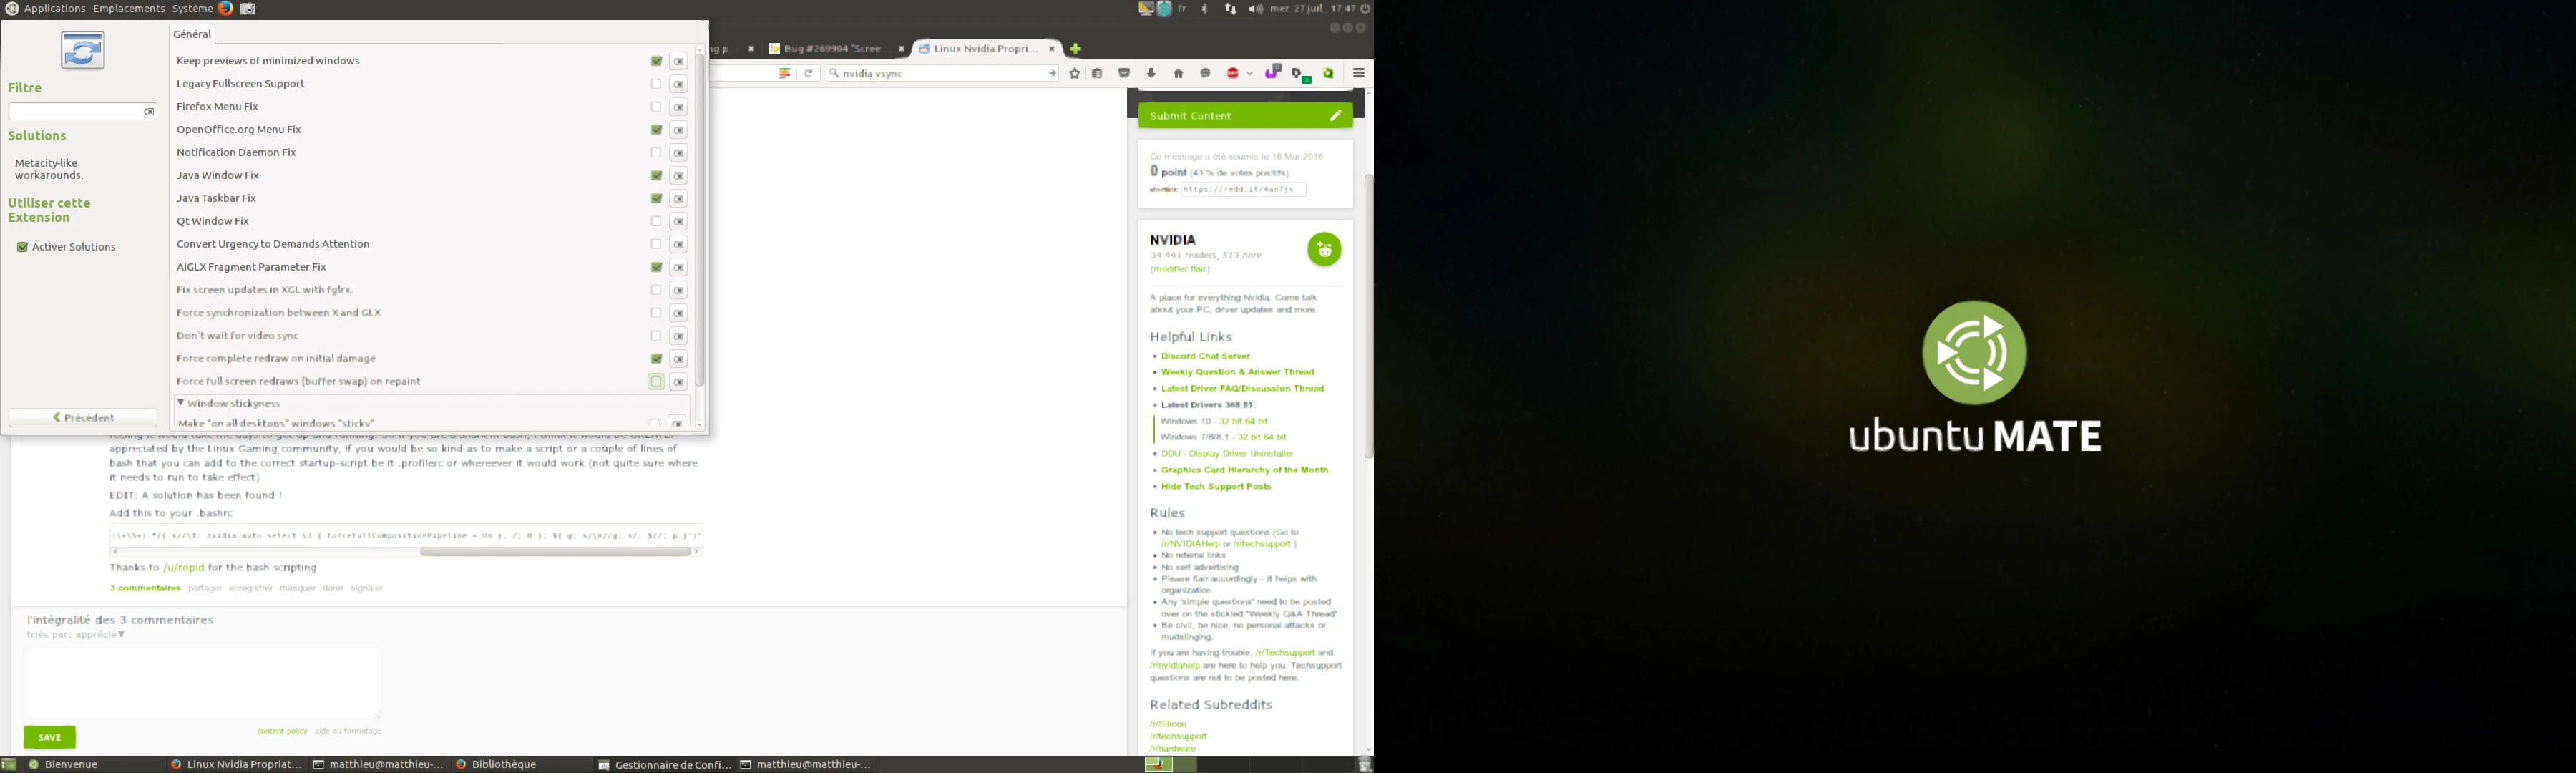 Applications Emplacements Système
fr mer. 27 juil., 17:47
Général
Keep previews of minimized windows
Legacy Fullscreen Support
Filtre
Firefox Menu Fix
OpenOffice.org Menu Fix
Solutions
Notification Daemon Fix
Metacity-like
workarounds.
Java Window Fix
Java Taskbar Fix
Utiliser cette
Extension
Qt Window Fix
Activer Solutions
Convert Urgency to Demands Attention
AIGLX Fragment Parameter Fix
Fix screen updates in XGL with fglrx.
Force synchronization between X and GLX
Don't wait for video sync
Force complete redraw on initial damage
Force full screen redraws (buffer swap) on repaint
Window stickyness
Précédent
Make "on all desktops" windows "sticky"
ng p...
Bug #269904 "Scree...
Linux Nvidia Propri...
nvidia vsync
appreciated by the Linux Gaming community, if you would be so kind as to make a script or a couple of lines of
bash that you can add to the correct startup-script be it .profilerc or whereever it would work (not quite sure where
it needs to run to take effect)
EDIT: A solution has been found !
Add this to your .bashrc
(\+\S+).*/{ s//\1: nvidia-auto-select \3 { ForceFullCompositionPipeline = On }, /; H }; ${ g; s/\n//g; s/, $//; p }')"
Thanks to /u/ropid for the bash scripting
3 commentaires partager enregistrer masquer dorer signaler
l'intégralité des 3 commentaires
triés par: apprécié▼
SAVE
content policy aide au formatage
Submit Content
Ce message a été soumis le 16 Mar 2016
0 point (43 % de votes positifs)
shortlink: https://redd.it/4an7js
NVIDIA
34 441 readers, 513 here
(modifier flair)
A place for everything Nvidia. Come talk
about your PC, driver updates and more.
Helpful Links
• Discord Chat Server
• Weekly Question & Answer Thread
• Latest Driver FAQ/Discussion Thread
• Latest Drivers 368.81:
Windows 10 - 32 bit 64 bit
Windows 7/8/8.1 - 32 bit 64 bit
• DDU - Display Driver Uninstaller
• Graphics Card Hierarchy of the Month
• Hide Tech Support Posts
Rules
• No tech support questions (Go to
/r/NVIDIAHelp or /r/techsupport )
• No referral links
• No self advertising
• Please flair accordingly - it helps with
organization
• Any 'simple questions' need to be posted
over on the stickied "Weekly Q&A Thread"
• Be civil, be nice, no personal attacks or
mudslinging.
If you are having trouble, /r/Techsupport and
/r/nvidiahelp are here to help you. Techsupport
questions are not to be posted here.
Related Subreddits
/r/Silicon
/r/techsupport
/r/hardware
Bienvenue
Linux Nvidia Propriat...
matthieu@matthieu-...
Bibliothèque
Gestionnaire de Confi...
matthieu@matthieu-...
ubuntu MATE